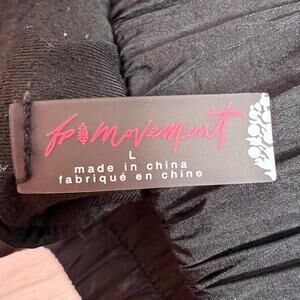 fp movement
L
made in china
fabriqué en chine